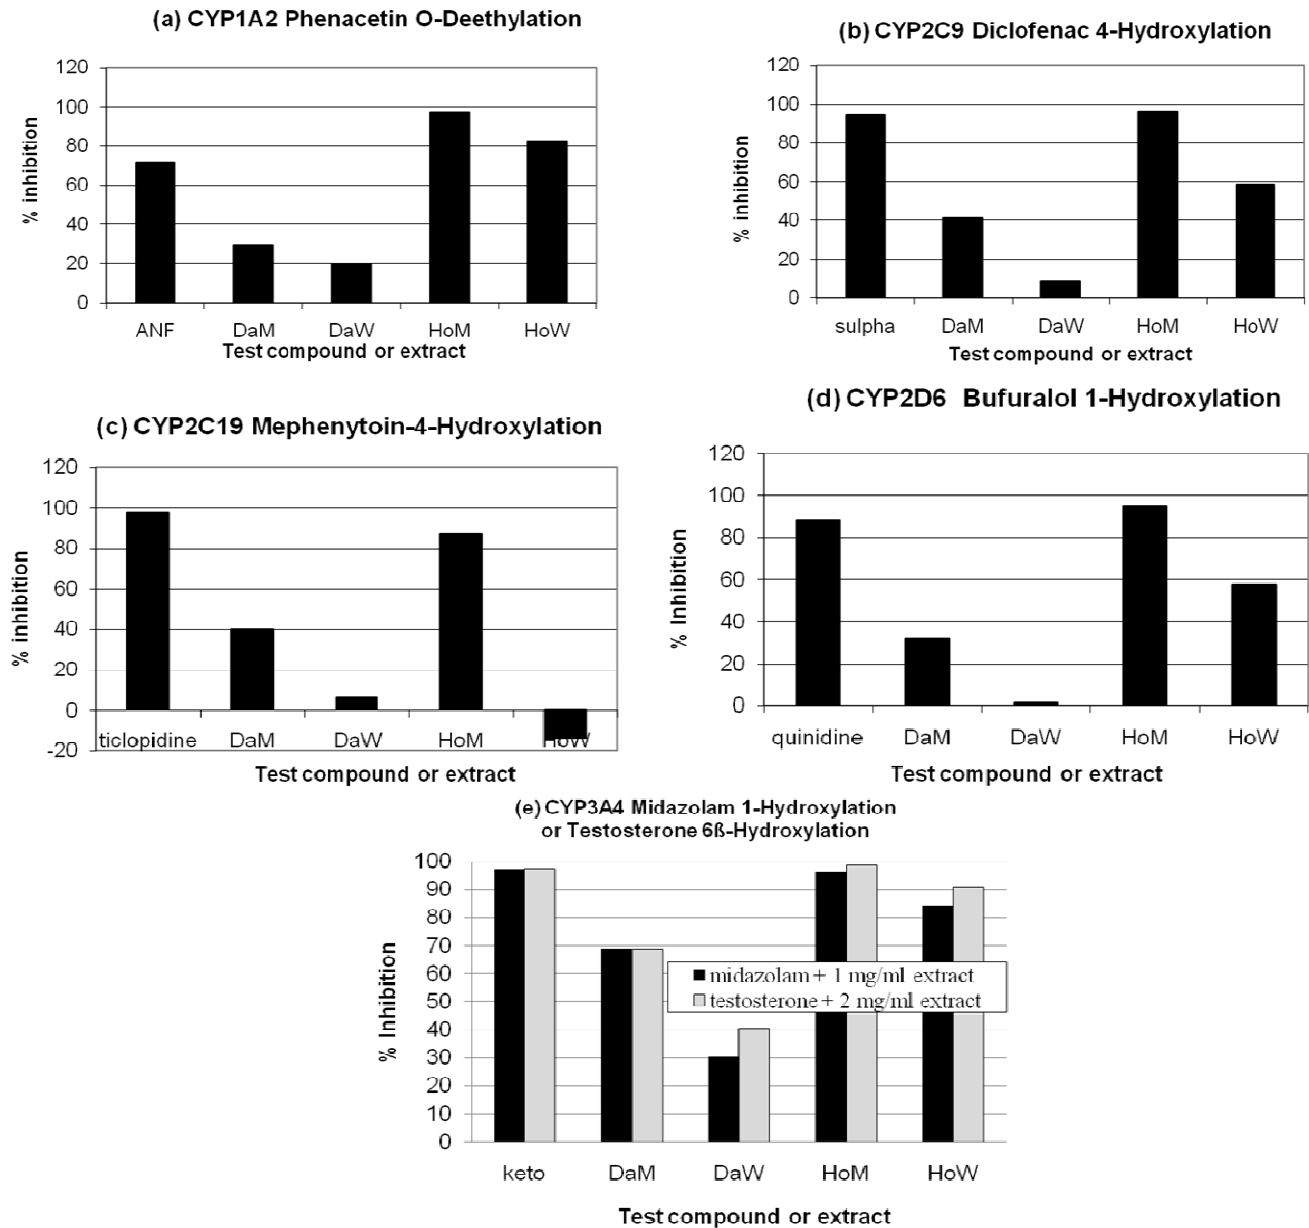 (a) CYP1A2 Phenacetin O-Deethylation
120
100
80
60
40
20
0
% inhibition
ANF DaM DaW HoM HoW
Test compound or extract
(b) CYP2C9 Diclofenac 4-Hydroxylation
120
100
80
60
40
20
0
% inhibition
sulpha DaM DaW HoM HoW
Test compound or extract
(c) CYP2C19 Mephenytoin-4-Hydroxylation
120
100
80
60
40
20
0
-20
% inhibition
ticlopidine DaM DaW HoM HoW
Test compound or extract
(d) CYP2D6 Bufuralol 1-Hydroxylation
120
100
80
60
40
20
0
% Inhibition
quinidine DaM DaW HoM HoW
Test compound or extract
(e) CYP3A4 Midazolam 1-Hydroxylation
or Testosterone 6ß-Hydroxylation
100
90
80
70
60
50
40
30
20
10
0
% Inhibition
midazolam + 1 mg/ml extract
testosterone + 2 mg/ml extract
keto DaM DaW HoM HoW
Test compound or extract